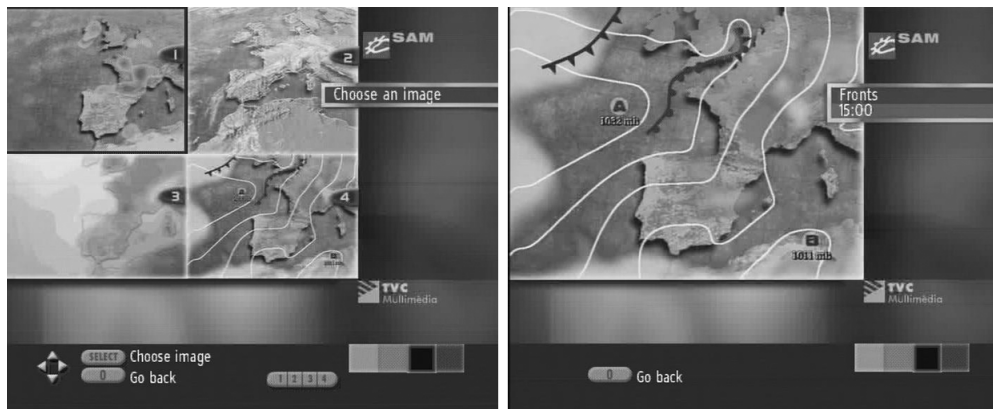 1
2
SAM
Choose an image
3
4
TVC
Multimèdia
SELECT Choose image
0 Go back
1 2 3 4
SAM
Fronts
15:00
A
1032 mb
B
1011 mb
TVC
Multimèdia
0 Go back